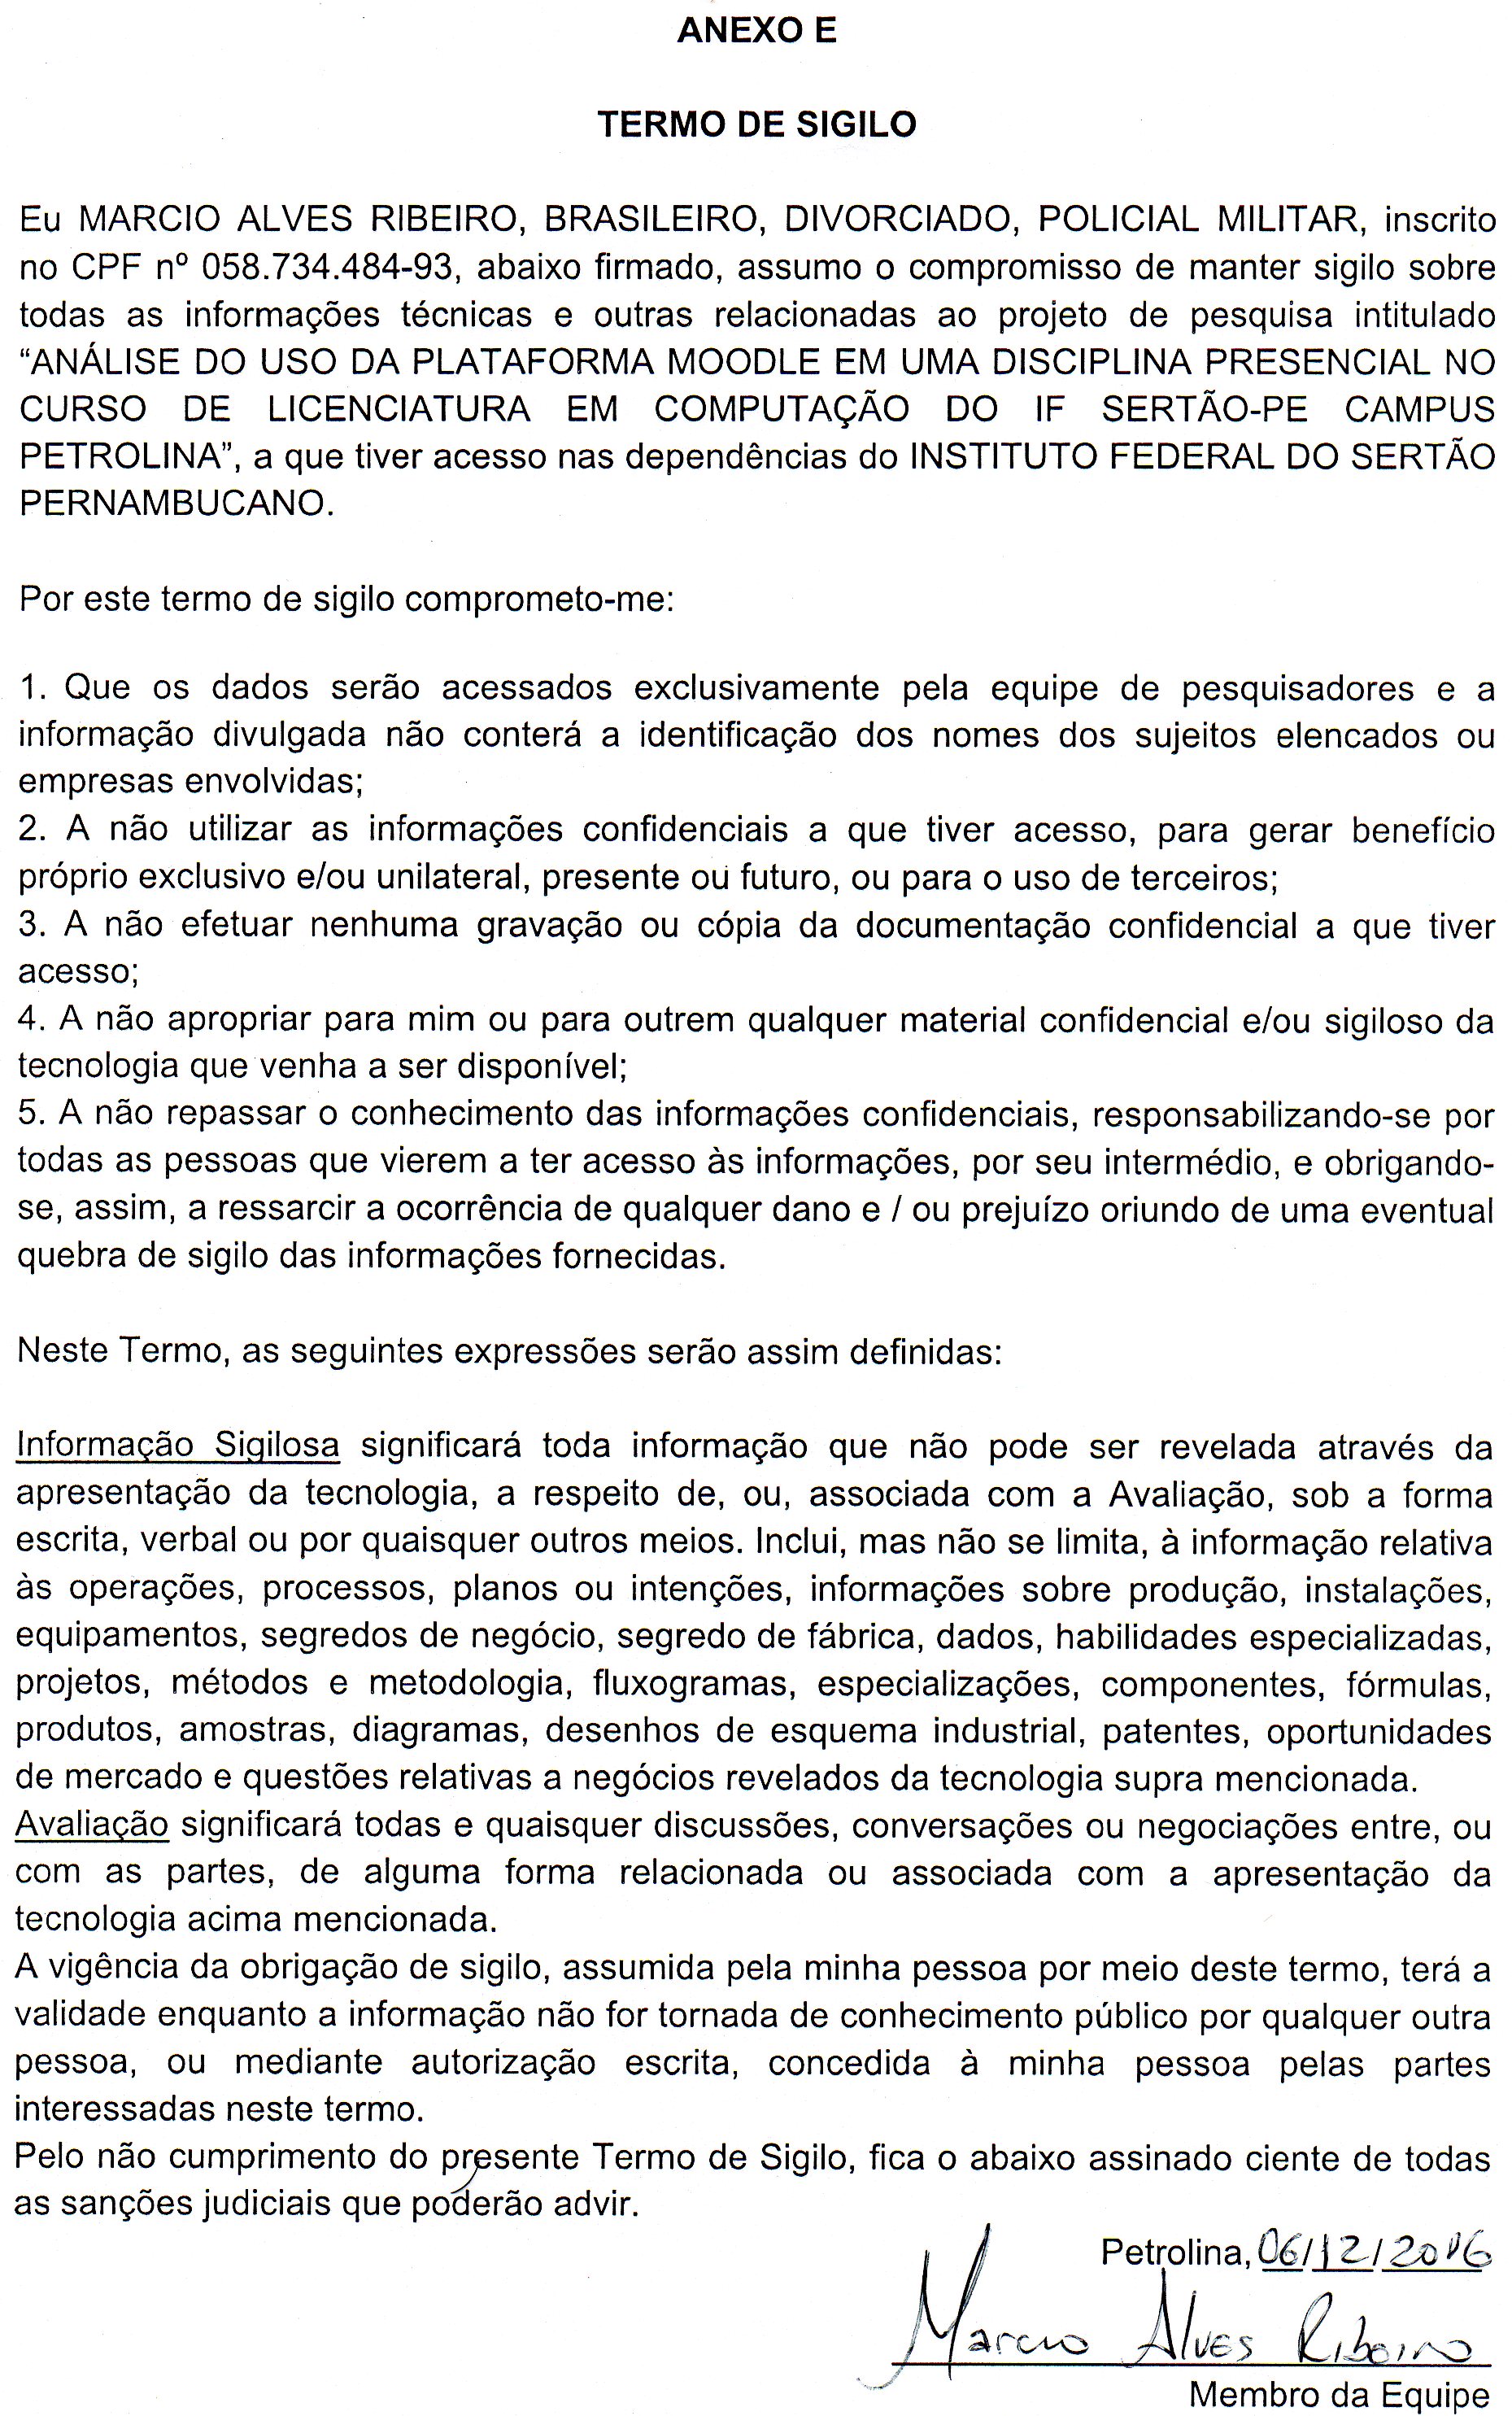 ANEXO E
TERMO DE SIGILO
Eu MARCIO ALVES RIBEIRO, BRASILEIRO, DIVORCIADO, POLICIAL MILITAR, inscrito
no CPF nº 058.734.484-93, abaixo firmado, assumo o compromisso de manter sigilo sobre
todas as informações técnicas e outras relacionadas ao projeto de pesquisa intitulado
“ANÁLISE DO USO DA PLATAFORMA MOODLE EM UMA DISCIPLINA PRESENCIAL NO
CURSO DE LICENCIATURA EM COMPUTAÇÃO DO IF SERTÃO-PE CAMPUS
PETROLINA”, a que tiver acesso nas dependências do INSTITUTO FEDERAL DO SERTÃO
PERNAMBUCANO.
Por este termo de sigilo comprometo-me:
1. Que os dados serão acessados exclusivamente pela equipe de pesquisadores e a
informação divulgada não conterá a identificação dos nomes dos sujeitos elencados ou
empresas envolvidas;
2. A não utilizar as informações confidenciais a que tiver acesso, para gerar benefício
próprio exclusivo e/ou unilateral, presente ou futuro, ou para o uso de terceiros;
3. A não efetuar nenhuma gravação ou cópia da documentação confidencial a que tiver
acesso;
4. A não apropriar para mim ou para outrem qualquer material confidencial e/ou sigiloso da
tecnologia que venha a ser disponível;
5. A não repassar o conhecimento das informações confidenciais, responsabilizando-se por
todas as pessoas que vierem a ter acesso às informações, por seu intermédio, e obrigando-
se, assim, a ressarcir a ocorrência de qualquer dano e / ou prejuízo oriundo de uma eventual
quebra de sigilo das informações fornecidas.
Neste Termo, as seguintes expressões serão assim definidas:
Informação Sigilosa significará toda informação que não pode ser revelada através da
apresentação da tecnologia, a respeito de, ou, associada com a Avaliação, sob a forma
escrita, verbal ou por quaisquer outros meios. Inclui, mas não se limita, à informação relativa
às operações, processos, planos ou intenções, informações sobre produção, instalações,
equipamentos, segredos de negócio, segredo de fábrica, dados, habilidades especializadas,
projetos, métodos e metodologia, fluxogramas, especializações, componentes, fórmulas,
produtos, amostras, diagramas, desenhos de esquema industrial, patentes, oportunidades
de mercado e questões relativas a negócios revelados da tecnologia supra mencionada.
Avaliação significará todas e quaisquer discussões, conversações ou negociações entre, ou
com as partes, de alguma forma relacionada ou associada com a apresentação da
tecnologia acima mencionada.
A vigência da obrigação de sigilo, assumida pela minha pessoa por meio deste termo, terá a
validade enquanto a informação não for tornada de conhecimento público por qualquer outra
pessoa, ou mediante autorização escrita, concedida à minha pessoa pelas partes
interessadas neste termo.
Pelo não cumprimento do presente Termo de Sigilo, fica o abaixo assinado ciente de todas
as sanções judiciais que poderão advir.
Petrolina, 06/12/2016
Marcio Alves Ribeiro
Membro da Equipe